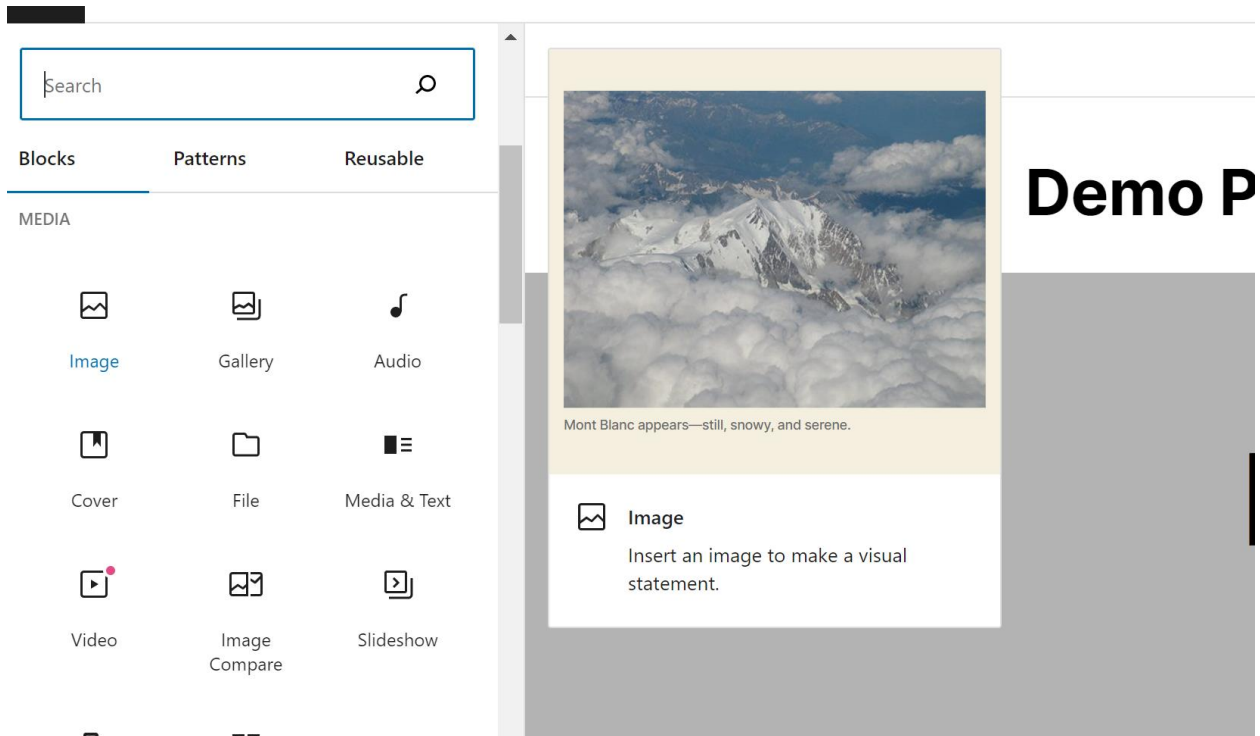 Search
Blocks
Patterns
Reusable
MEDIA
Image
Gallery
Audio
Cover
File
Media & Text
Video
Image
Compare
Slideshow
Mont Blanc appears—still, snowy, and serene.
Image
Insert an image to make a visual
statement.
Demo P